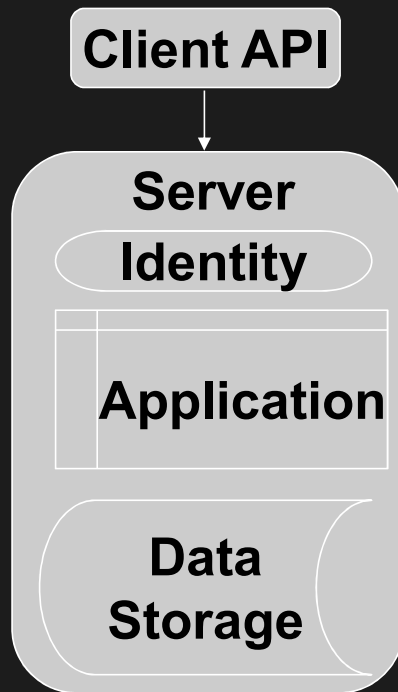 Client API
Server
Identity
Application
Data
Storage